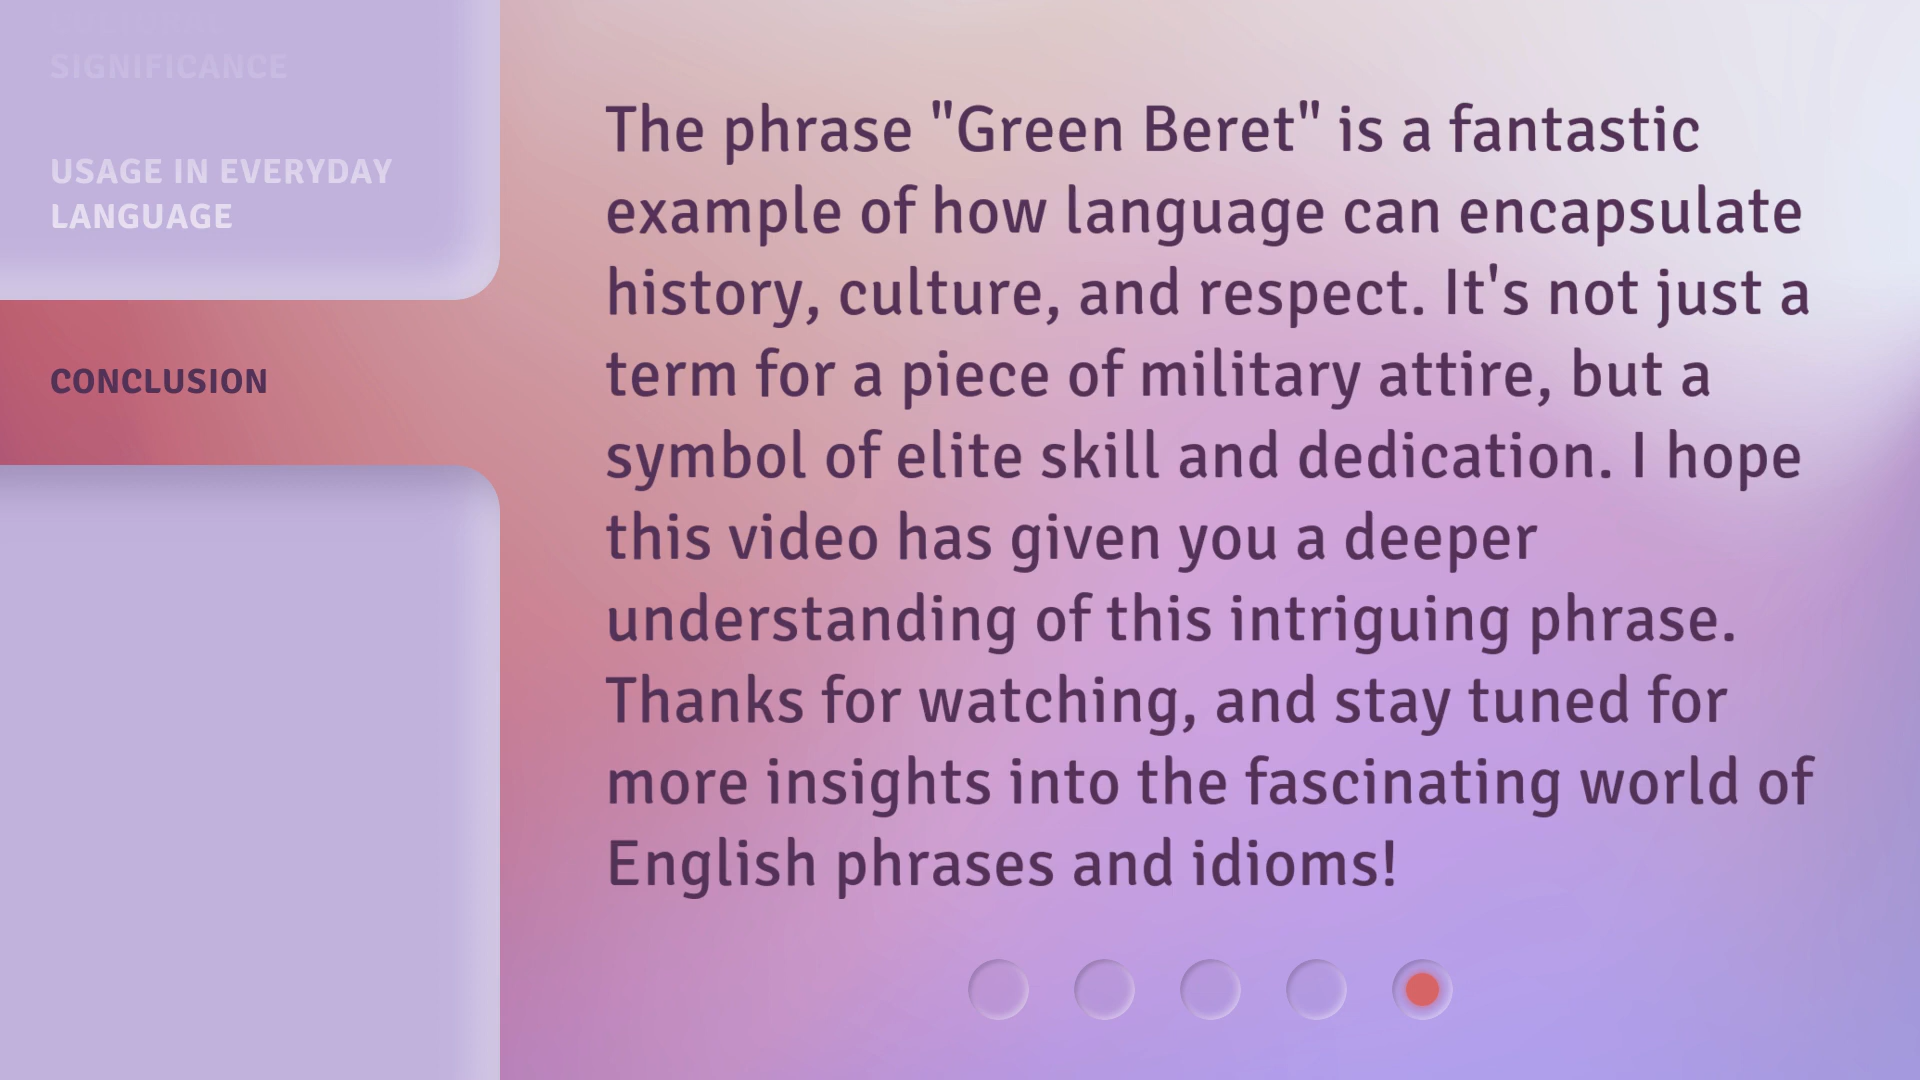 CULTURAL
SIGNIFICANCE
USAGE IN EVERYDAY
LANGUAGE
CONCLUSION
The phrase "Green Beret" is a fantastic
example of how language can encapsulate
history, culture, and respect. It's not just a
term for a piece of military attire, but a
symbol of elite skill and dedication. I hope
this video has given you a deeper
understanding of this intriguing phrase.
Thanks for watching, and stay tuned for
more insights into the fascinating world of
English phrases and idioms!